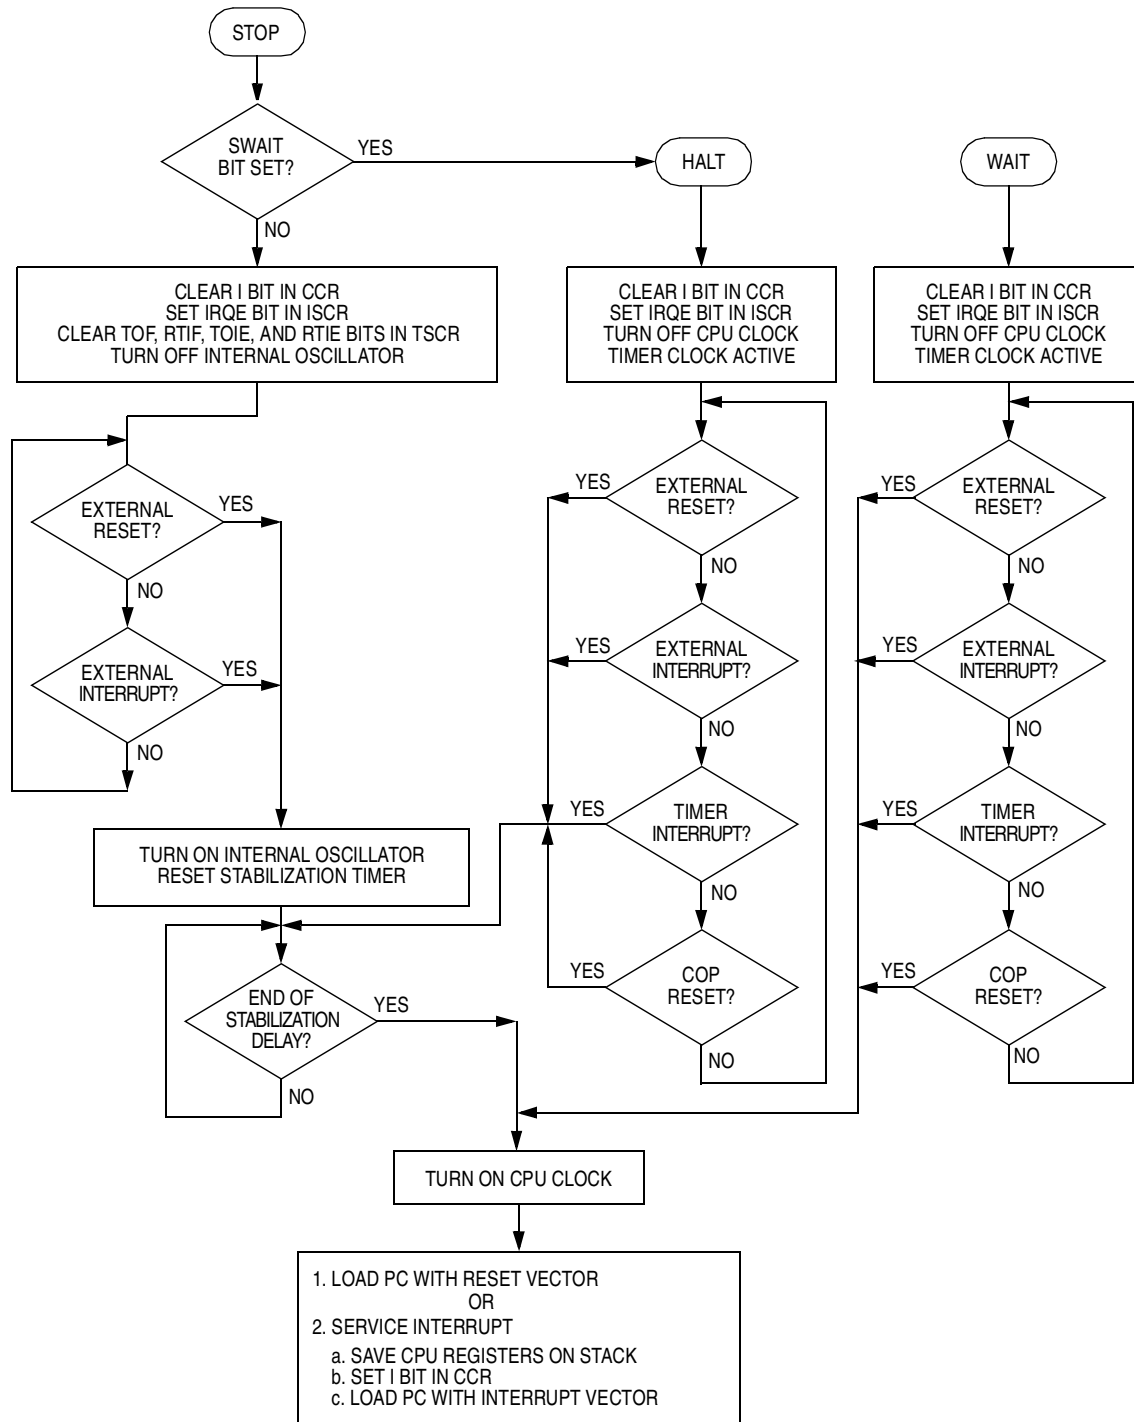 STOP
SWAIT
BIT SET?
YES
NO
HALT
WAIT
CLEAR I BIT IN CCR
SET IRQE BIT IN ISCR
CLEAR TOF, RTIF, TOIE, AND RTIE BITS IN TSCR
TURN OFF INTERNAL OSCILLATOR
CLEAR I BIT IN CCR
SET IRQE BIT IN ISCR
TURN OFF CPU CLOCK
TIMER CLOCK ACTIVE
CLEAR I BIT IN CCR
SET IRQE BIT IN ISCR
TURN OFF CPU CLOCK
TIMER CLOCK ACTIVE
EXTERNAL
RESET?
YES
NO
EXTERNAL
INTERRUPT?
YES
NO
TURN ON INTERNAL OSCILLATOR
RESET STABILIZATION TIMER
END OF
STABILIZATION
DELAY?
YES
NO
YES
EXTERNAL
RESET?
NO
YES
EXTERNAL
INTERRUPT?
NO
YES
TIMER
INTERRUPT?
NO
YES
COP
RESET?
NO
YES
EXTERNAL
RESET?
NO
YES
EXTERNAL
INTERRUPT?
NO
YES
TIMER
INTERRUPT?
NO
YES
COP
RESET?
NO
TURN ON CPU CLOCK
1. LOAD PC WITH RESET VECTOR
OR
2. SERVICE INTERRUPT
a. SAVE CPU REGISTERS ON STACK
b. SET I BIT IN CCR
c. LOAD PC WITH INTERRUPT VECTOR